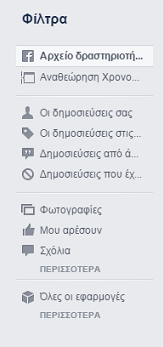 Φίλτρα
Αρχείο δραστηριοτή...
Αναθεώρηση Χρονο...
Οι δημοσιεύσεις σας
Οι δημοσιεύσεις στις...
Δημοσιεύσεις από ά...
Δημοσιεύσεις που έχ...
Φωτογραφίες
Μου αρέσουν
Σχόλια
ΠΕΡΙΣΣΟΤΕΡΑ
Όλες οι εφαρμογές
ΠΕΡΙΣΣΟΤΕΡΑ